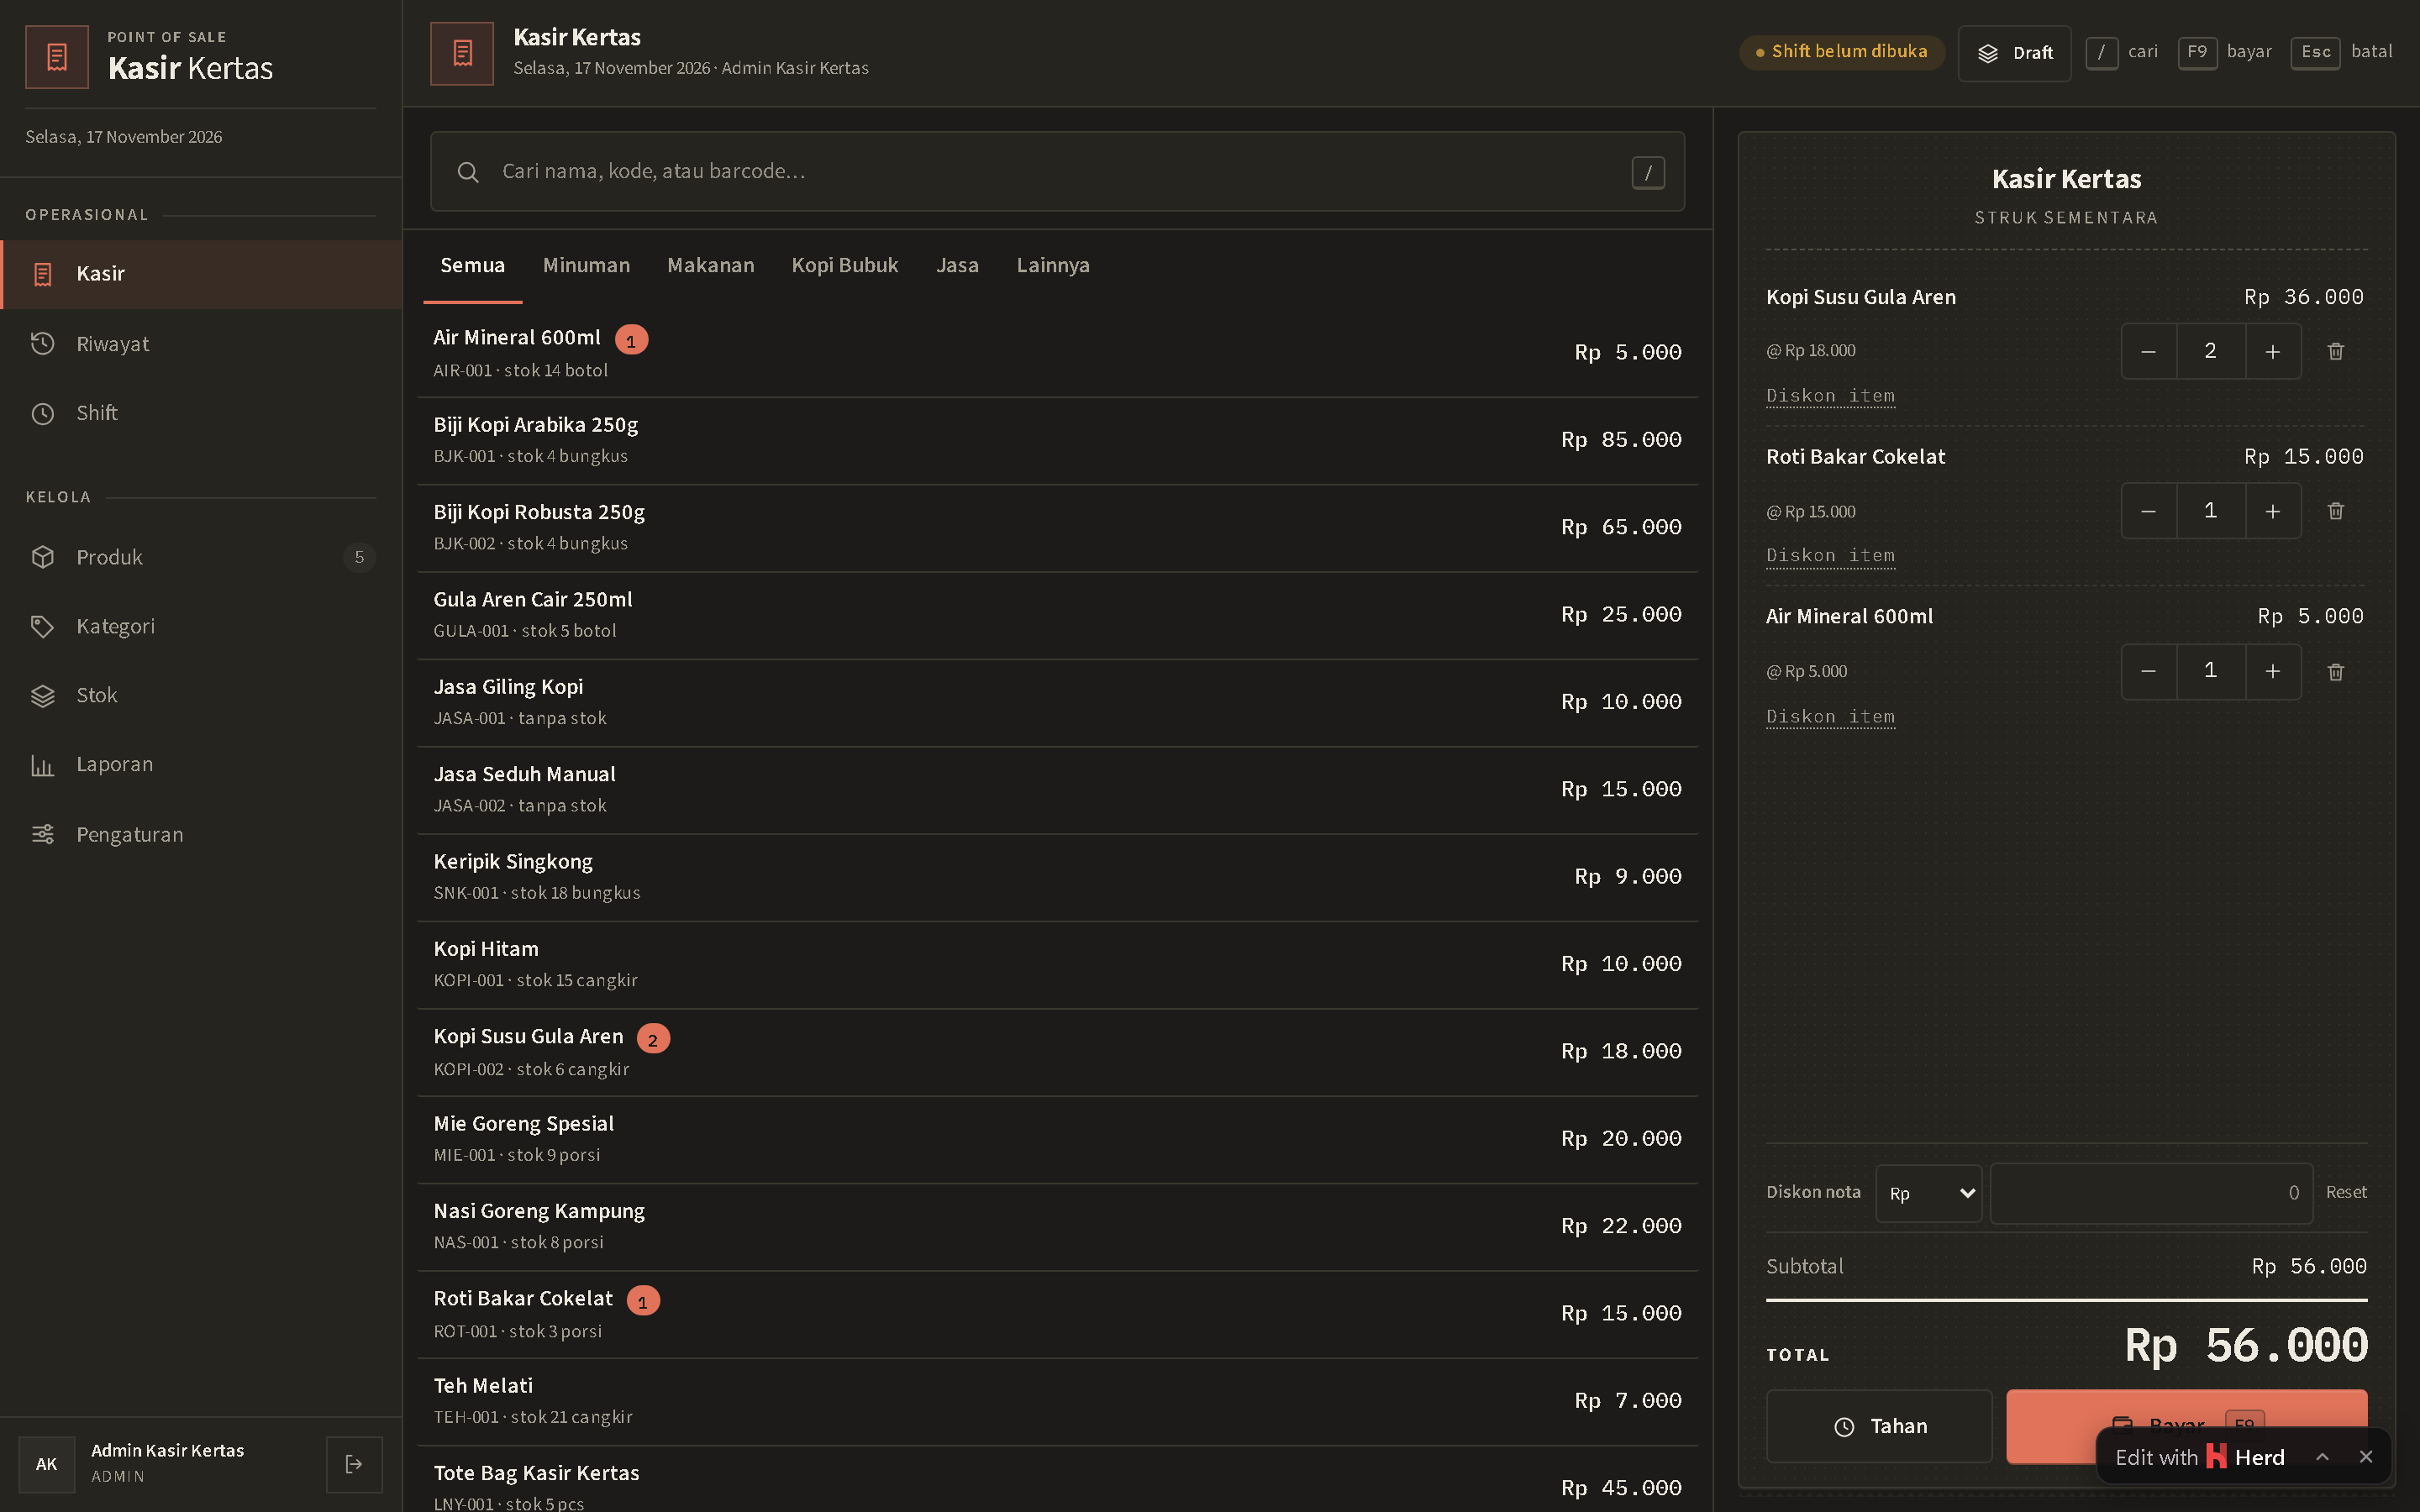 POINT OF SALE
Kasir Kertas
Selasa, 17 November 2026
OPERASIONAL
Kasir
Riwayat
Shift
KELOLA
Produk 5
Kategori
Stok
Laporan
Pengaturan
AK
Admin Kasir Kertas
ADMIN
Kasir Kertas
Selasa, 17 November 2026 · Admin Kasir Kertas
Shift belum dibuka
Draft
/ cari
F9 bayar
Esc batal
Cari nama, kode, atau barcode... /
Semua Minuman Makanan Kopi Bubuk Jasa Lainnya
Air Mineral 600ml 1
AIR-001 · stok 14 botol
Rp 5.000
Biji Kopi Arabika 250g
BJK-001 · stok 4 bungkus
Rp 85.000
Biji Kopi Robusta 250g
BJK-002 · stok 4 bungkus
Rp 65.000
Gula Aren Cair 250ml
GULA-001 · stok 5 botol
Rp 25.000
Jasa Giling Kopi
JASA-001 · tanpa stok
Rp 10.000
Jasa Seduh Manual
JASA-002 · tanpa stok
Rp 15.000
Keripik Singkong
SNK-001 · stok 18 bungkus
Rp 9.000
Kopi Hitam
KOPI-001 · stok 15 cangkir
Rp 10.000
Kopi Susu Gula Aren 2
KOPI-002 · stok 6 cangkir
Rp 18.000
Mie Goreng Spesial
MIE-001 · stok 9 porsi
Rp 20.000
Nasi Goreng Kampung
NAS-001 · stok 8 porsi
Rp 22.000
Roti Bakar Cokelat 1
ROT-001 · stok 3 porsi
Rp 15.000
Teh Melati
TEH-001 · stok 21 cangkir
Rp 7.000
Tote Bag Kasir Kertas
LNY-001 · stok 5 pcs
Rp 45.000
Kasir Kertas
STRUK SEMENTARA
Kopi Susu Gula Aren Rp 36.000
@ Rp 18.000 − 2 +
Diskon item
Roti Bakar Cokelat Rp 15.000
@ Rp 15.000 − 1 +
Diskon item
Air Mineral 600ml Rp 5.000
@ Rp 5.000 − 1 +
Diskon item
Diskon nota Rp 0 Reset
Subtotal Rp 56.000
TOTAL Rp 56.000
Tahan
Bayar F9
Edit with Herd